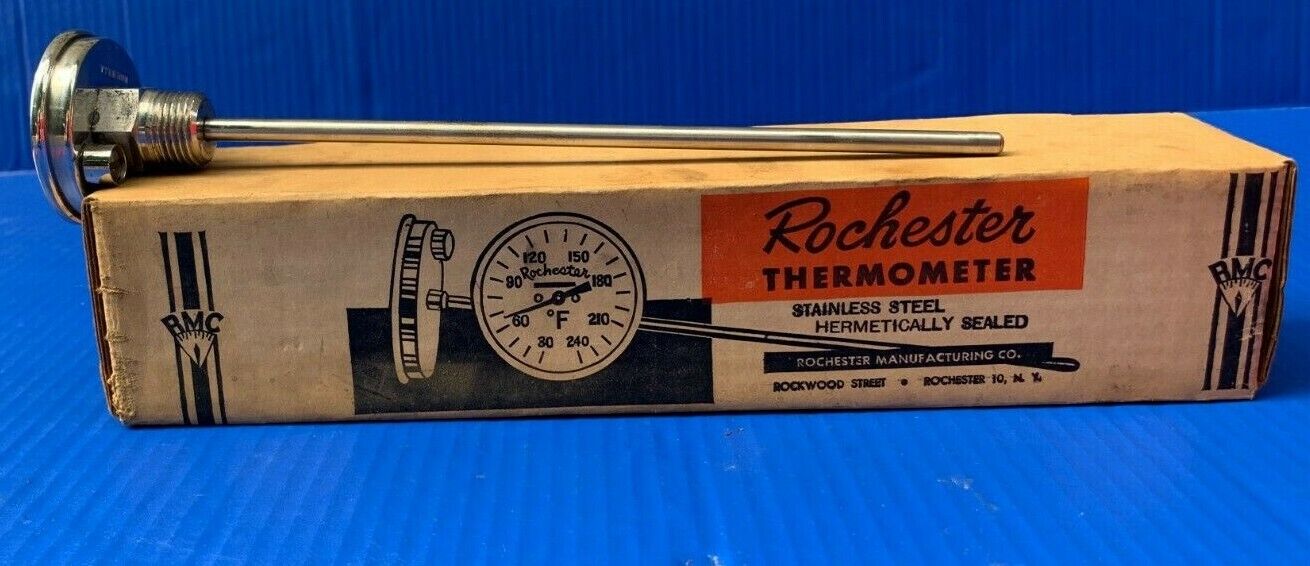 RMC
120 150
90 Rochester 180
60 °F 210
30 240
Rochester
THERMOMETER
STAINLESS STEEL
HERMETICALLY SEALED
ROCHESTER MANUFACTURING CO.
ROCKWOOD STREET • ROCHESTER 10, N. Y.
RMC